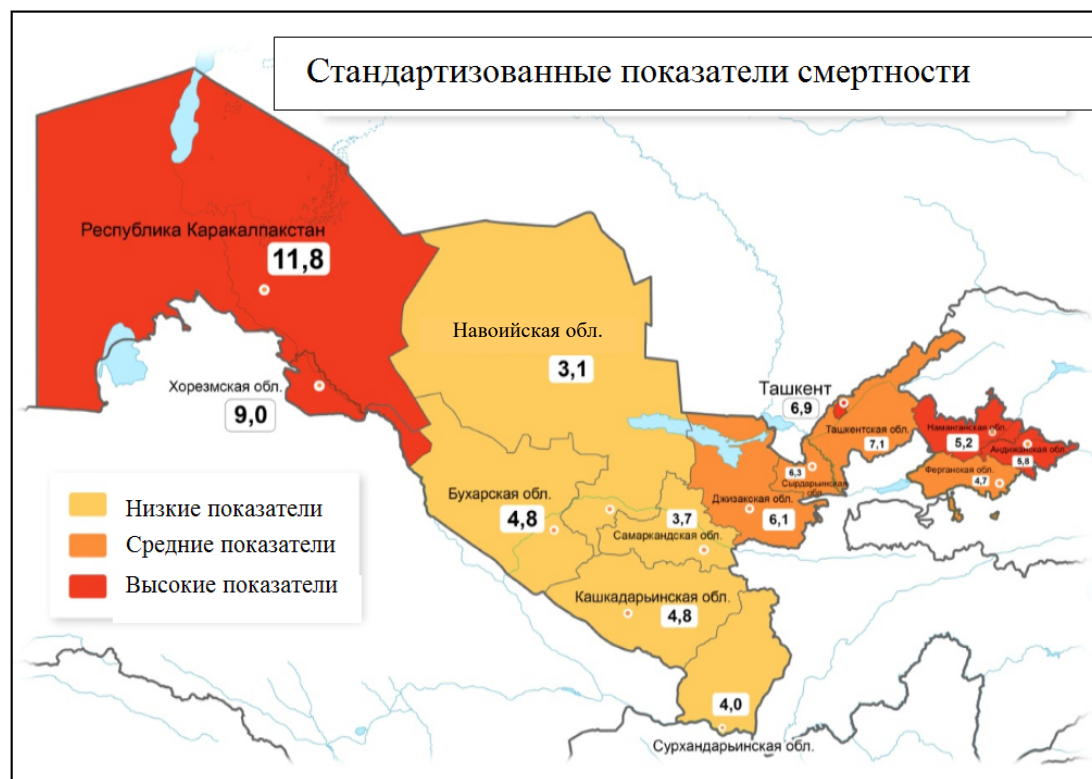 Стандартизованные показатели смертности
Республика Каракалпакстан
11,8
Навоийская обл.
3,1
Хорезмская обл.
9,0
Ташкент
6,9
Ташкентская обл.
7,1
Наманганская обл.
5,2
Андижанская обл.
5,8
Ферганская обл.
4,7
6,3
Сырдарьинская
обл.
Джизакская обл.
6,1
Бухарская обл.
4,8
3,7
Самаркандская обл.
Кашкадарьинская обл.
4,8
4,0
Сурхандарьинская обл.
Низкие показатели
Средние показатели
Высокие показатели